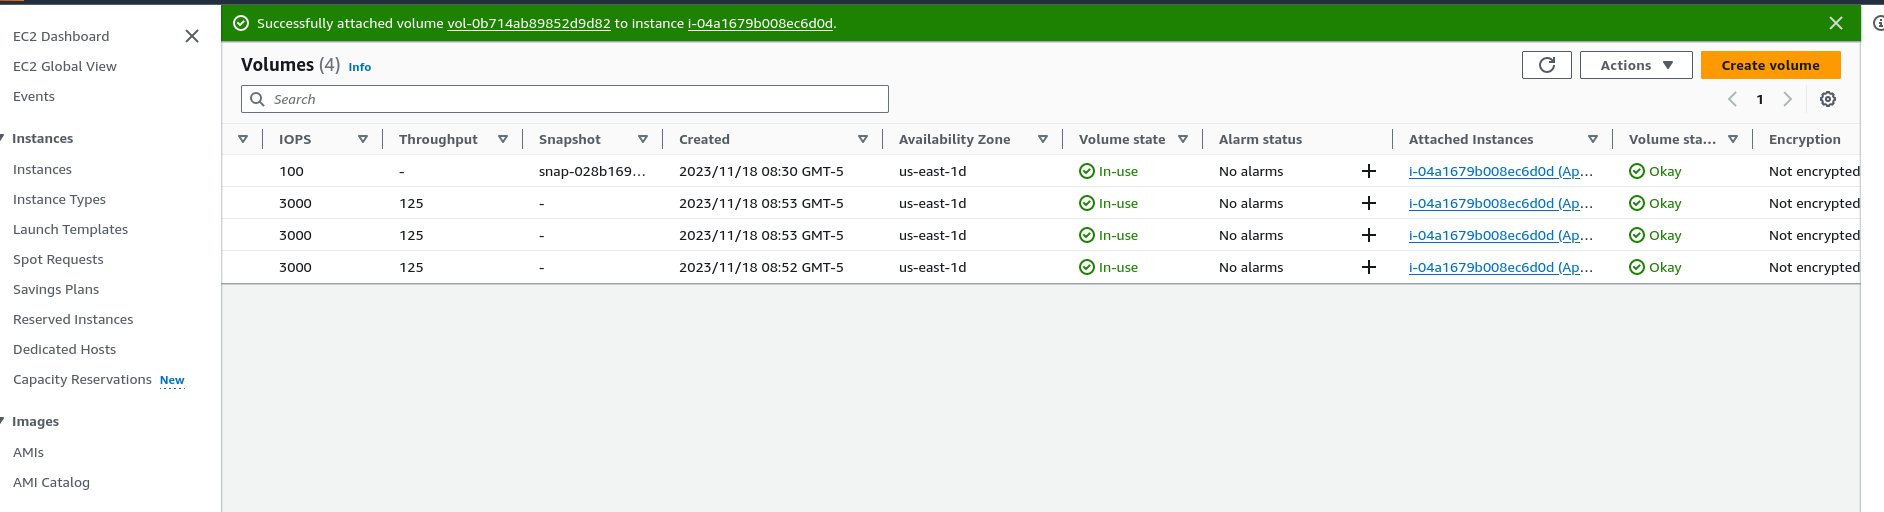 Successfully attached volume vol-0b714ab89852d9d82 to instance i-04a1679b008ec6d0d.
EC2 Dashboard
EC2 Global View
Events
Instances
Instances
Instance Types
Launch Templates
Spot Requests
Savings Plans
Reserved Instances
Dedicated Hosts
Capacity Reservations New
Images
AMIs
AMI Catalog
Volumes (4) Info
Actions
Create volume
Search
1
IOPS Throughput Snapshot Created Availability Zone Volume state Alarm status Attached Instances Volume sta... Encryption
100 - snap-028b169... 2023/11/18 08:30 GMT-5 us-east-1d In-use No alarms + i-04a1679b008ec6d0d (Ap... Okay Not encrypted
3000 125 - 2023/11/18 08:53 GMT-5 us-east-1d In-use No alarms + i-04a1679b008ec6d0d (Ap... Okay Not encrypted
3000 125 - 2023/11/18 08:53 GMT-5 us-east-1d In-use No alarms + i-04a1679b008ec6d0d (Ap... Okay Not encrypted
3000 125 - 2023/11/18 08:52 GMT-5 us-east-1d In-use No alarms + i-04a1679b008ec6d0d (Ap... Okay Not encrypted